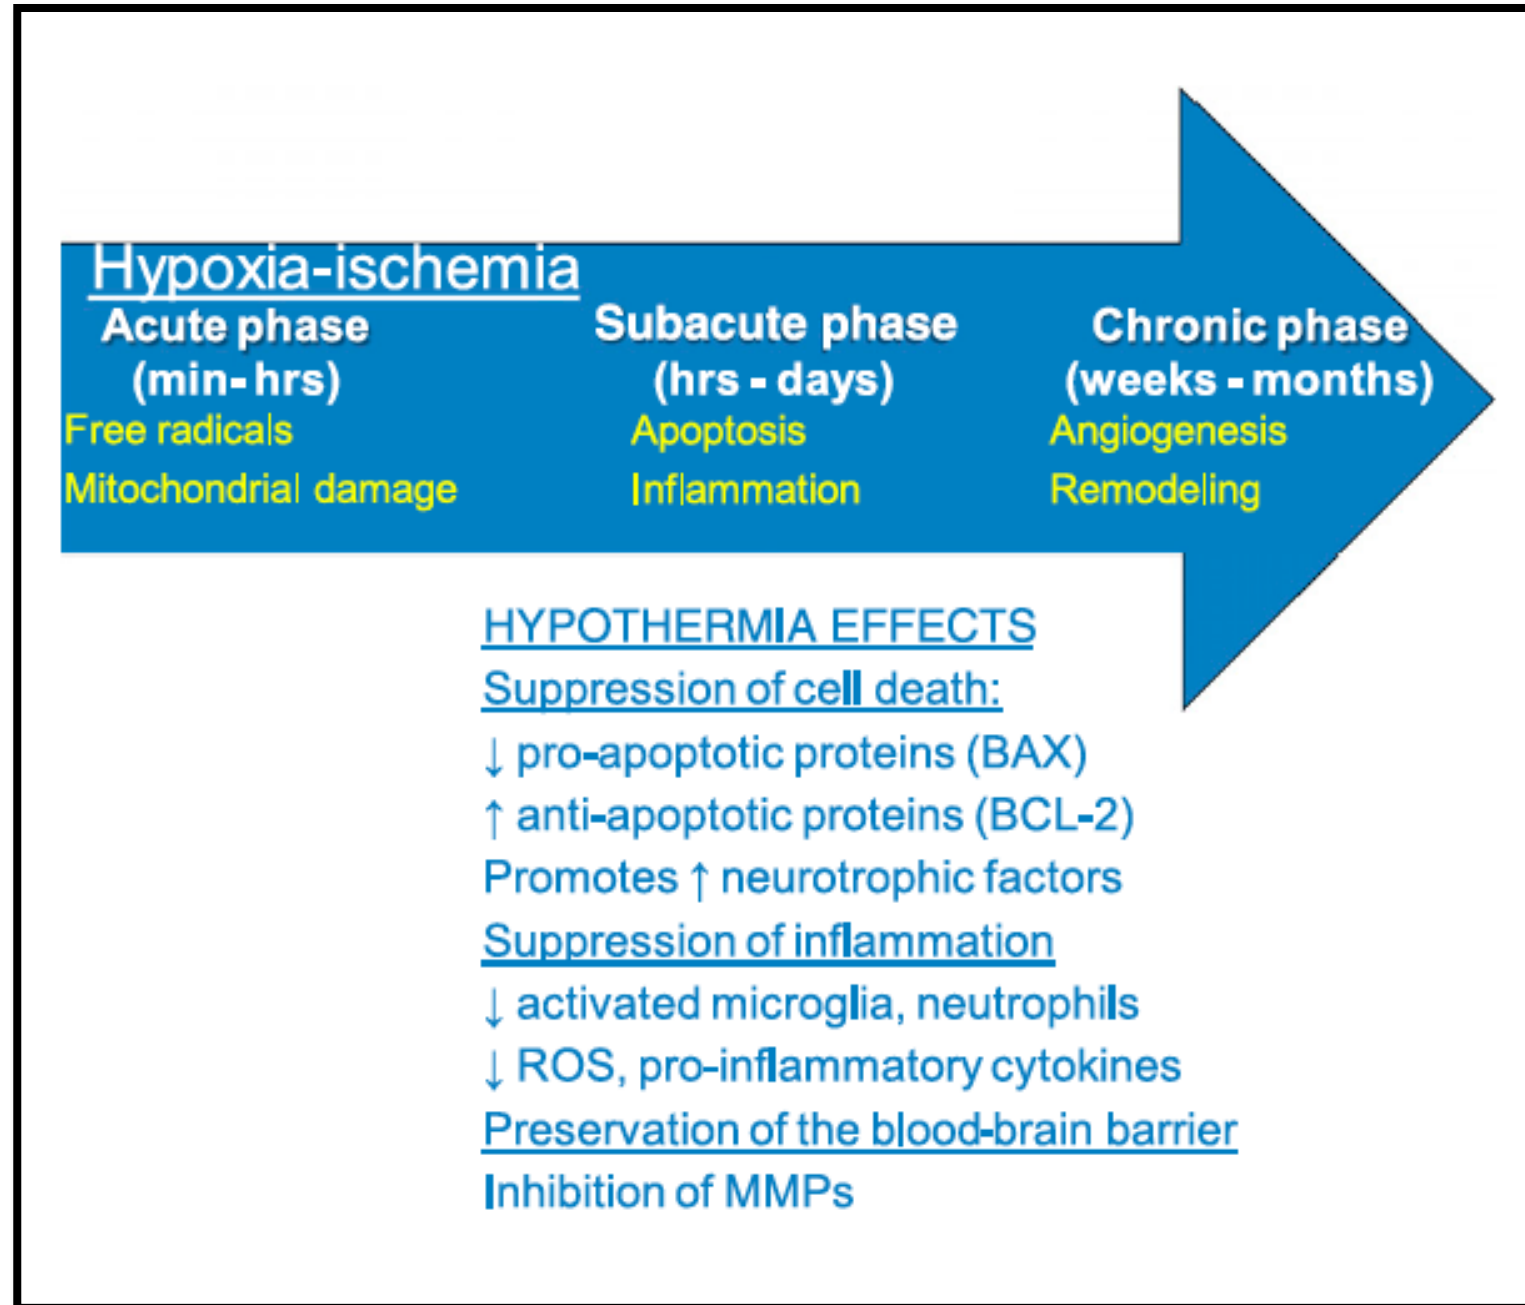 Hypoxia-ischemia
Acute phase
(min- hrs)
Free radicals
Mitochondrial damage
Subacute phase
(hrs - days)
Apoptosis
Inflammation
Chronic phase
(weeks - months)
Angiogenesis
Remodeling
HYPOTHERMIA EFFECTS
Suppression of cell death:
↓ pro-apoptotic proteins (BAX)
↑ anti-apoptotic proteins (BCL-2)
Promotes ↑ neurotrophic factors
Suppression of inflammation
↓ activated microglia, neutrophils
↓ ROS, pro-inflammatory cytokines
Preservation of the blood-brain barrier
Inhibition of MMPs